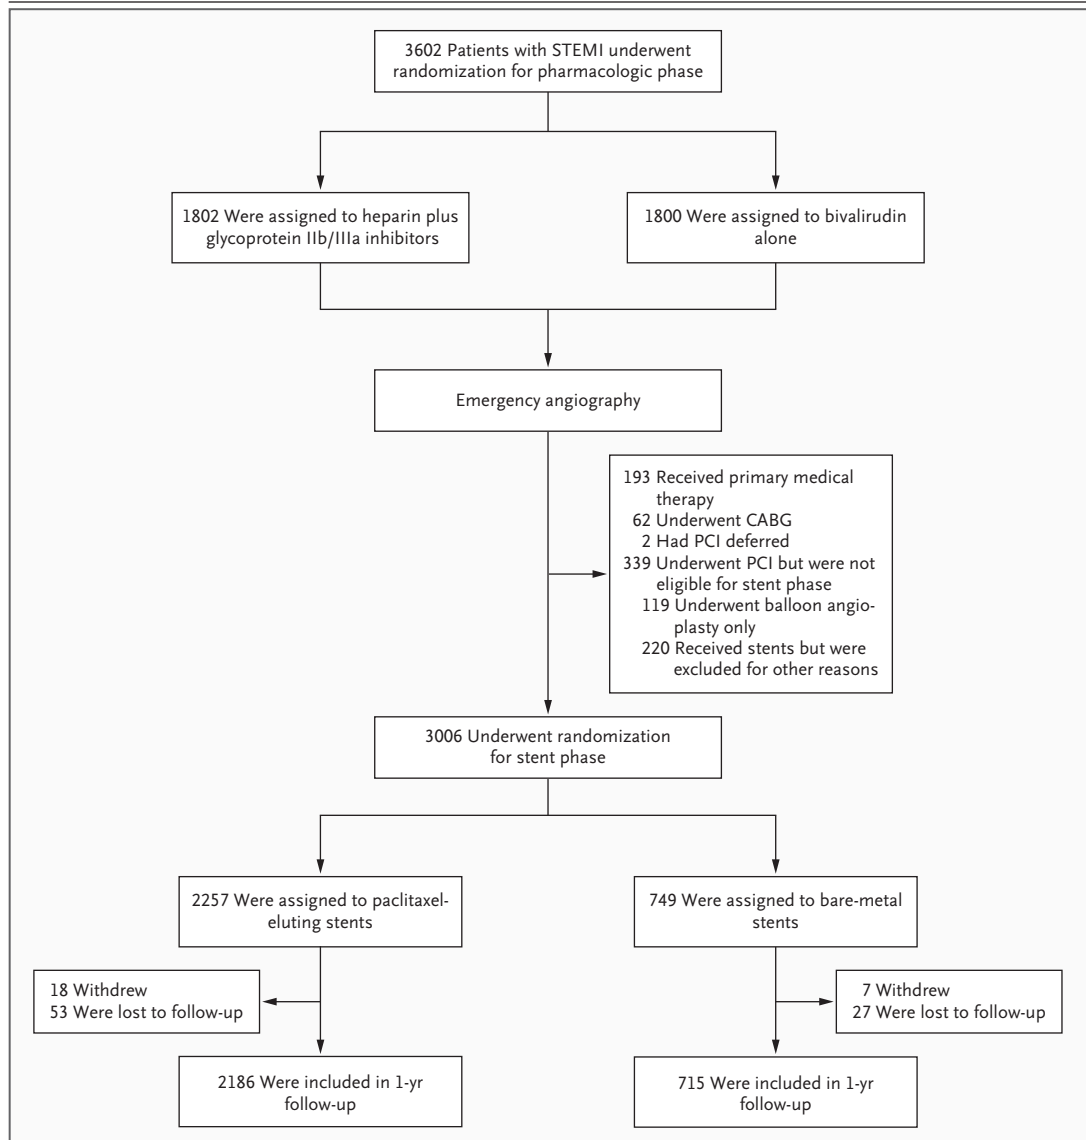 3602 Patients with STEMI underwent
randomization for pharmacologic phase
1802 Were assigned to heparin plus
glycoprotein IIb/IIIa inhibitors
1800 Were assigned to bivalirudin
alone
Emergency angiography
193 Received primary medical
therapy
62 Underwent CABG
2 Had PCI deferred
339 Underwent PCI but were not
eligible for stent phase
119 Underwent balloon angio-
plasty only
220 Received stents but were
excluded for other reasons
3006 Underwent randomization
for stent phase
2257 Were assigned to paclitaxel-
eluting stents
749 Were assigned to bare-metal
stents
18 Withdrew
53 Were lost to follow-up
7 Withdrew
27 Were lost to follow-up
2186 Were included in 1-yr
follow-up
715 Were included in 1-yr
follow-up